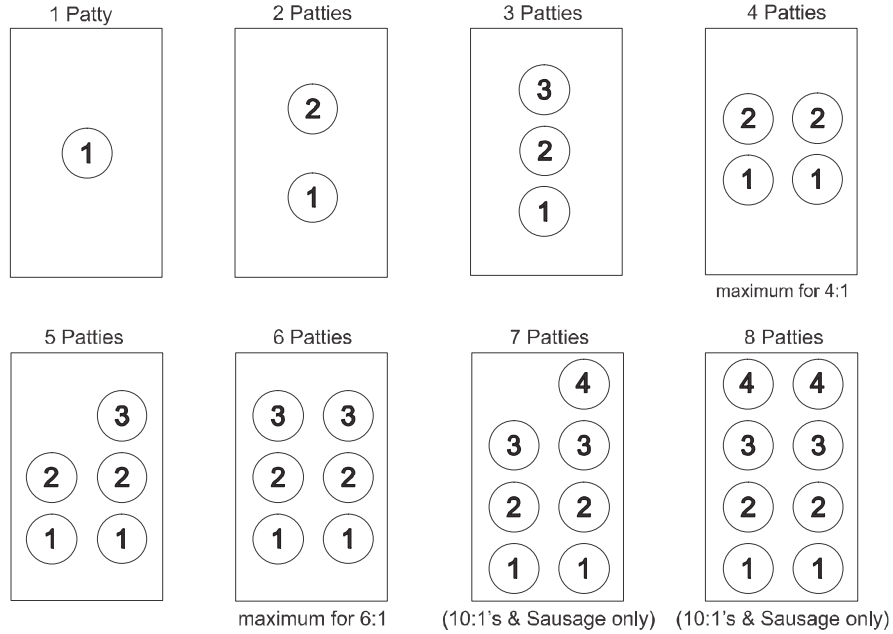 1 Patty
2 Patties
3 Patties
4 Patties
1
2
1
3
2
1
2 2
1 1
maximum for 4:1
5 Patties
6 Patties
7 Patties
8 Patties
3
2 2
1 1
3 3
2 2
1 1
4
3 3
2 2
1 1
4 4
3 3
2 2
1 1
maximum for 6:1
(10:1's & Sausage only)
(10:1's & Sausage only)